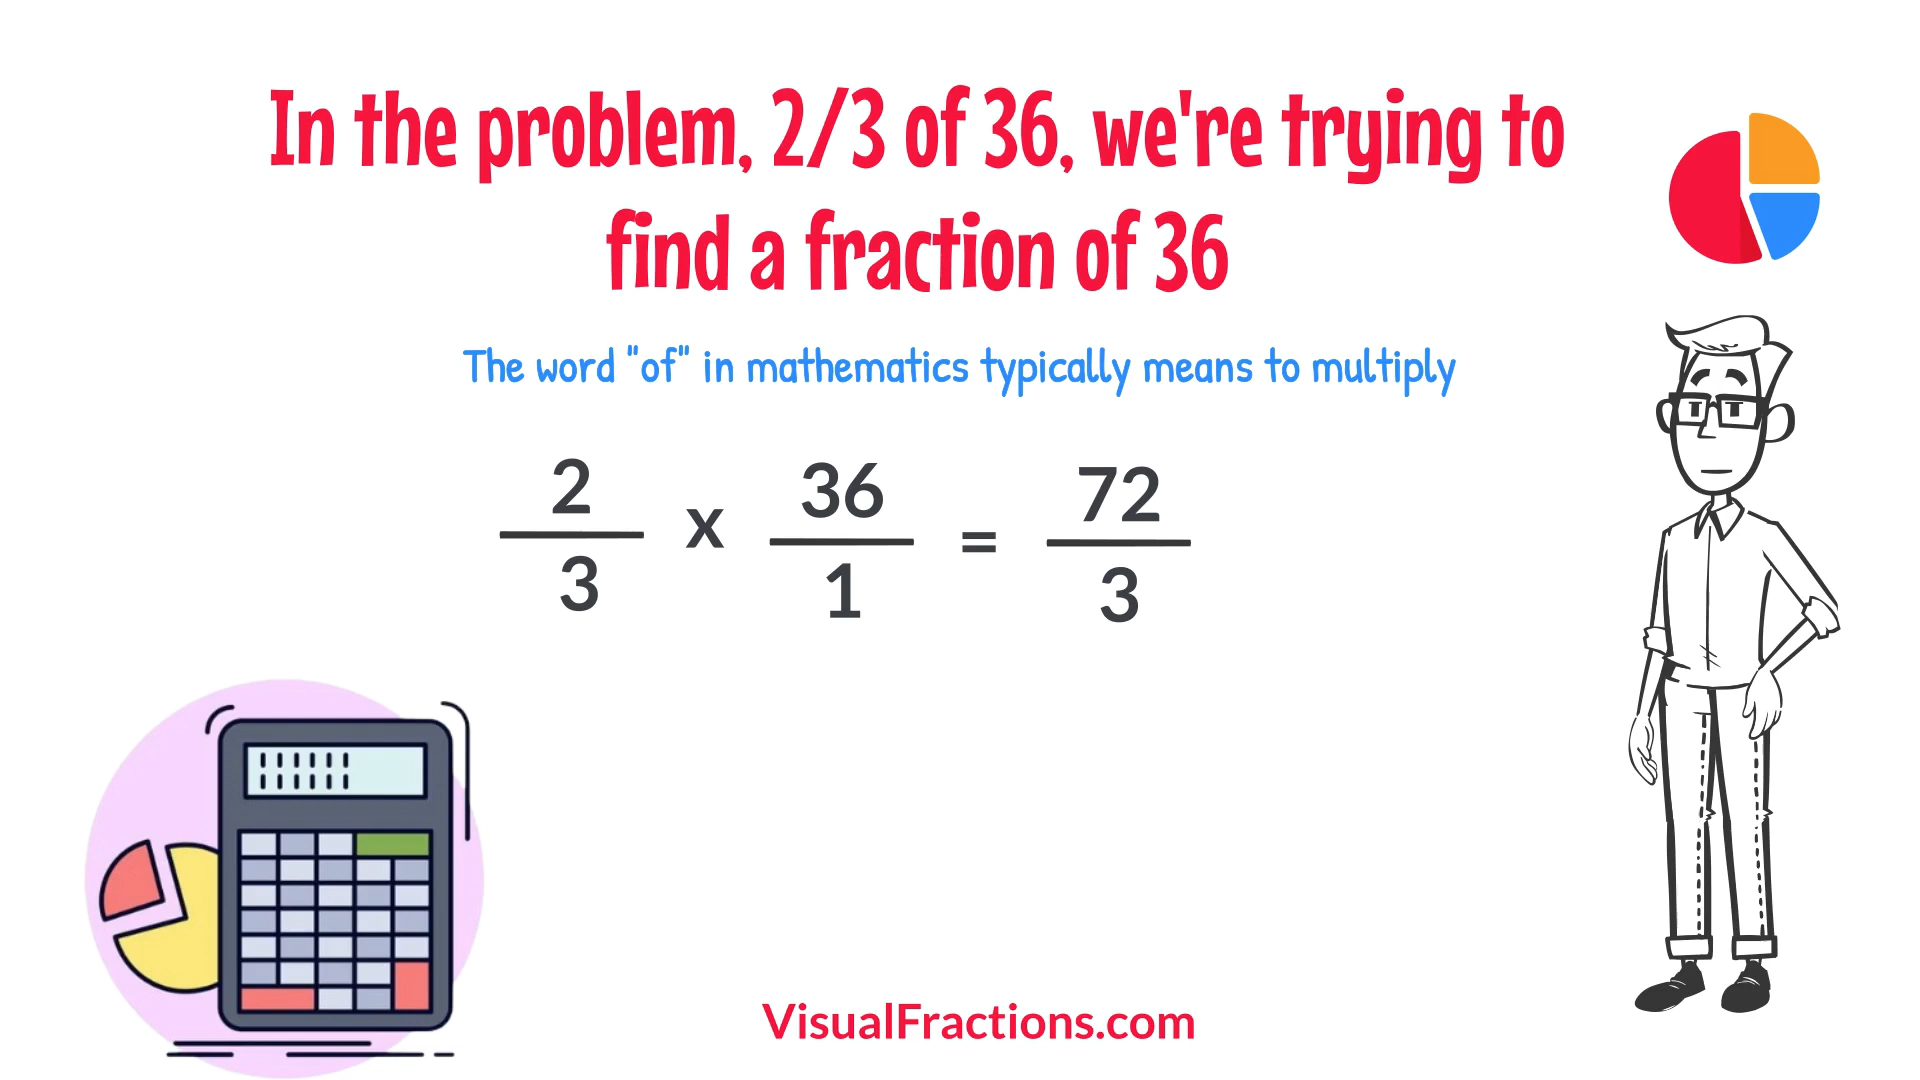 In the problem, 2/3 of 36, we're trying to
find a fraction of 36
The word "of" in mathematics typically means to multiply
2 36 72
x =
3 1 3
VisualFractions.com